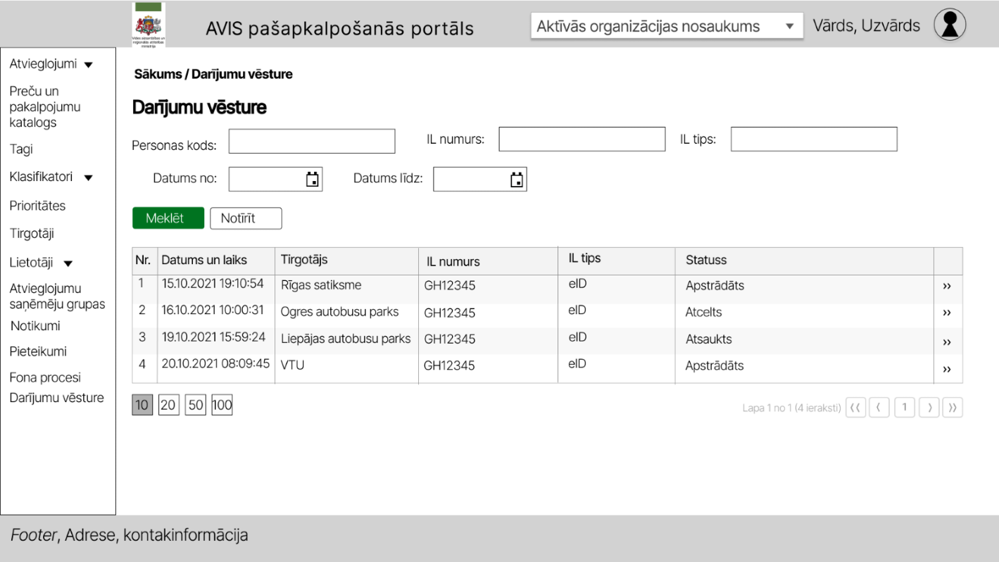 Vides aizsardzības un
reģionālās attīstības
ministrija
AVIS pašapkalpošanās portāls
Aktīvās organizācijas nosaukums
Vārds, Uzvārds
Atvieglojumi
Preču un
pakalpojumu
katalogs
Tagi
Klasifikatori
Prioritātes
Tirgotāji
Lietotāji
Atvieglojumu
saņēmēju grupas
Notikumi
Pieteikumi
Fona procesi
Darījumu vēsture
Sākums / Darījumu vēsture
Darījumu vēsture
Personas kods: IL numurs: IL tips:
Datums no: Datums līdz:
Meklēt Notīrīt
Nr. Datums un laiks Tirgotājs IL numurs IL tips Statuss
1 15.10.2021 19:10:54 Rīgas satiksme GH12345 eID Apstrādāts ››
2 16.10.2021 10:00:31 Ogres autobusu parks GH12345 eID Atcelts ››
3 19.10.2021 15:59:24 Liepājas autobusu parks GH12345 eID Atsaukts ››
4 20.10.2021 08:09:45 VTU GH12345 eID Apstrādāts ››
10 20 50 100 Lapa 1 no 1 (4 ieraksti) ⟨⟨ ⟨ 1 ⟩ ⟩⟩
Footer, Adrese, kontakinformācija